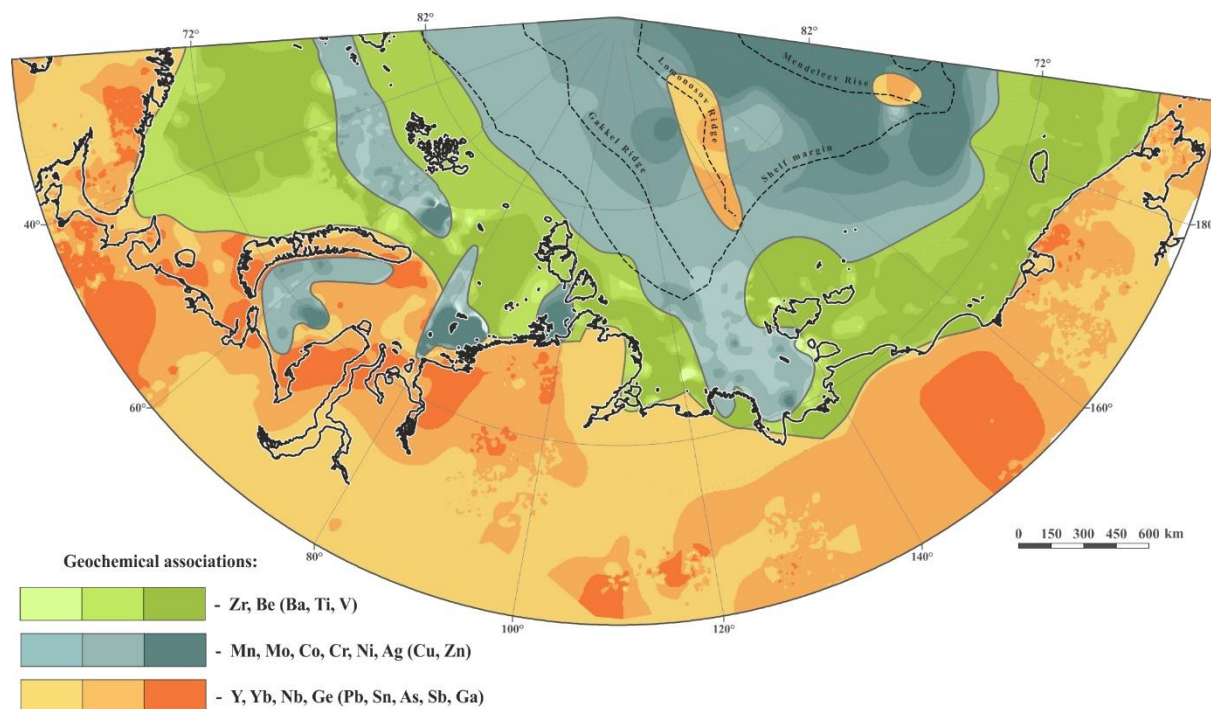 72°
82°
82°
72°
Mendeleev Rise
Lomonosov Ridge
Gakkel Ridge
Shelf margin
40°
180°
60°
160°
0 150 300 450 600 km
80°
140°
100°
120°
Geochemical associations:
- Zr, Be (Ba, Ti, V)
- Mn, Mo, Co, Cr, Ni, Ag (Cu, Zn)
- Y, Yb, Nb, Ge (Pb, Sn, As, Sb, Ga)